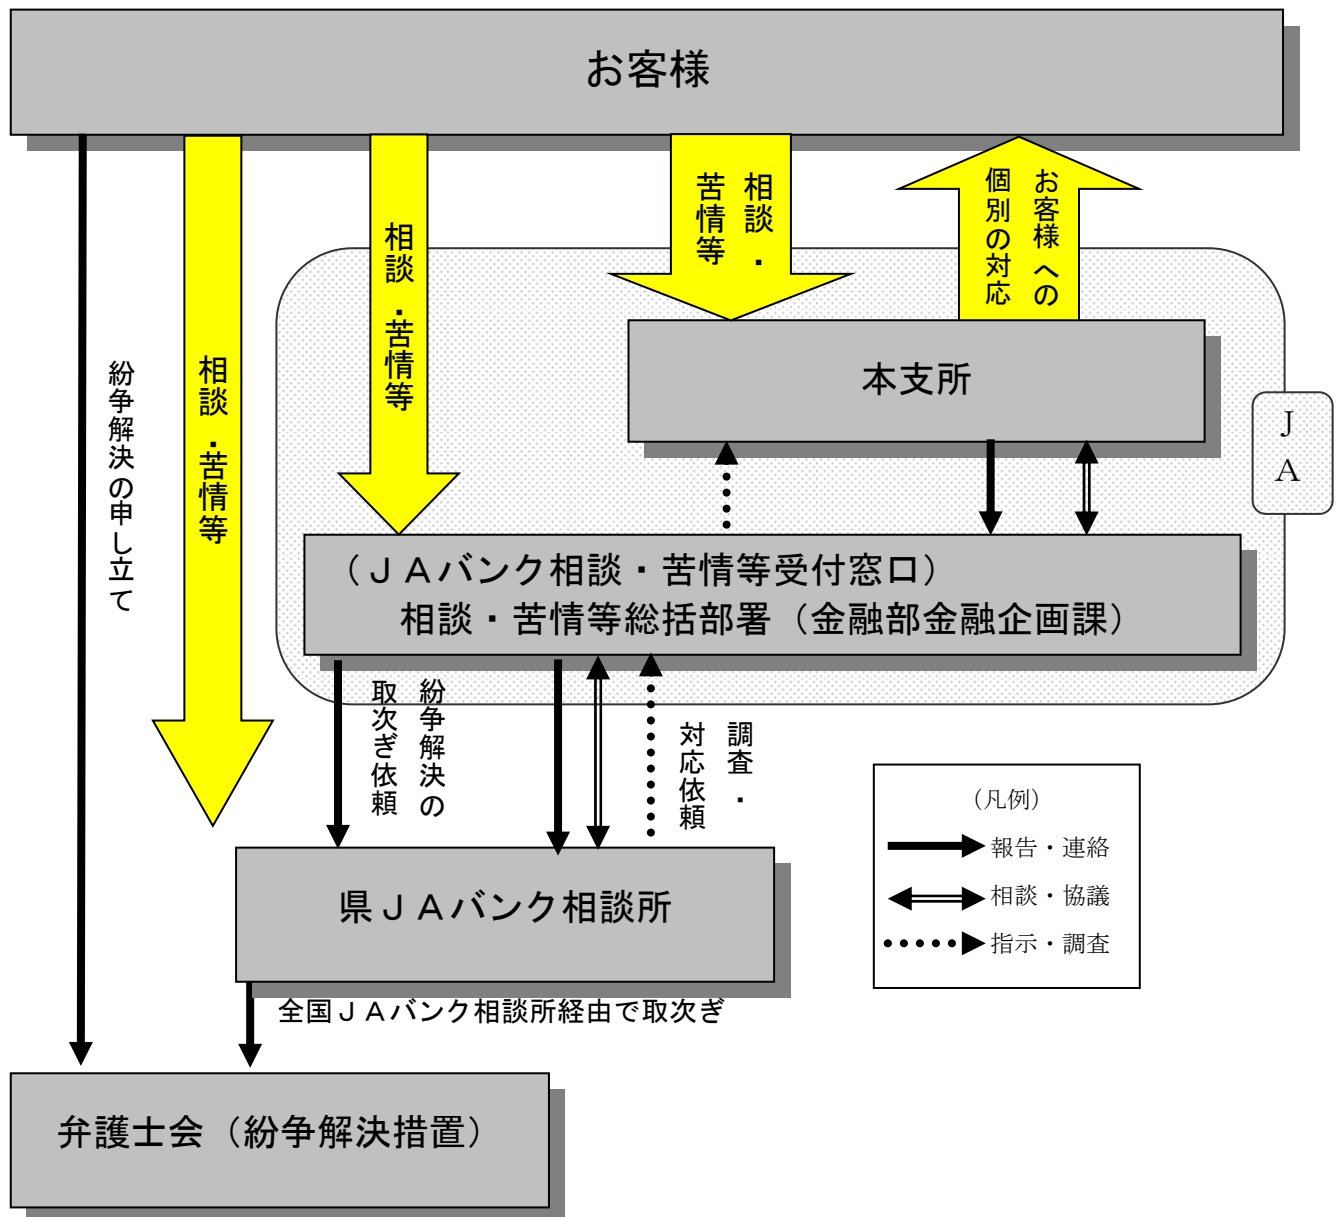 お客様
相談・
苦情等
お客様への
個別の対応
相談・苦情等
相談・苦情等
紛争解決の申し立て
本支所
JA
（ＪＡバンク相談・苦情等受付窓口）
相談・苦情等総括部署（金融部金融企画課）
紛争解決の
取次ぎ依頼
調査・
対応依頼
（凡例）
報告・連絡
相談・協議
指示・調査
県ＪＡバンク相談所
全国ＪＡバンク相談所経由で取次ぎ
弁護士会（紛争解決措置）